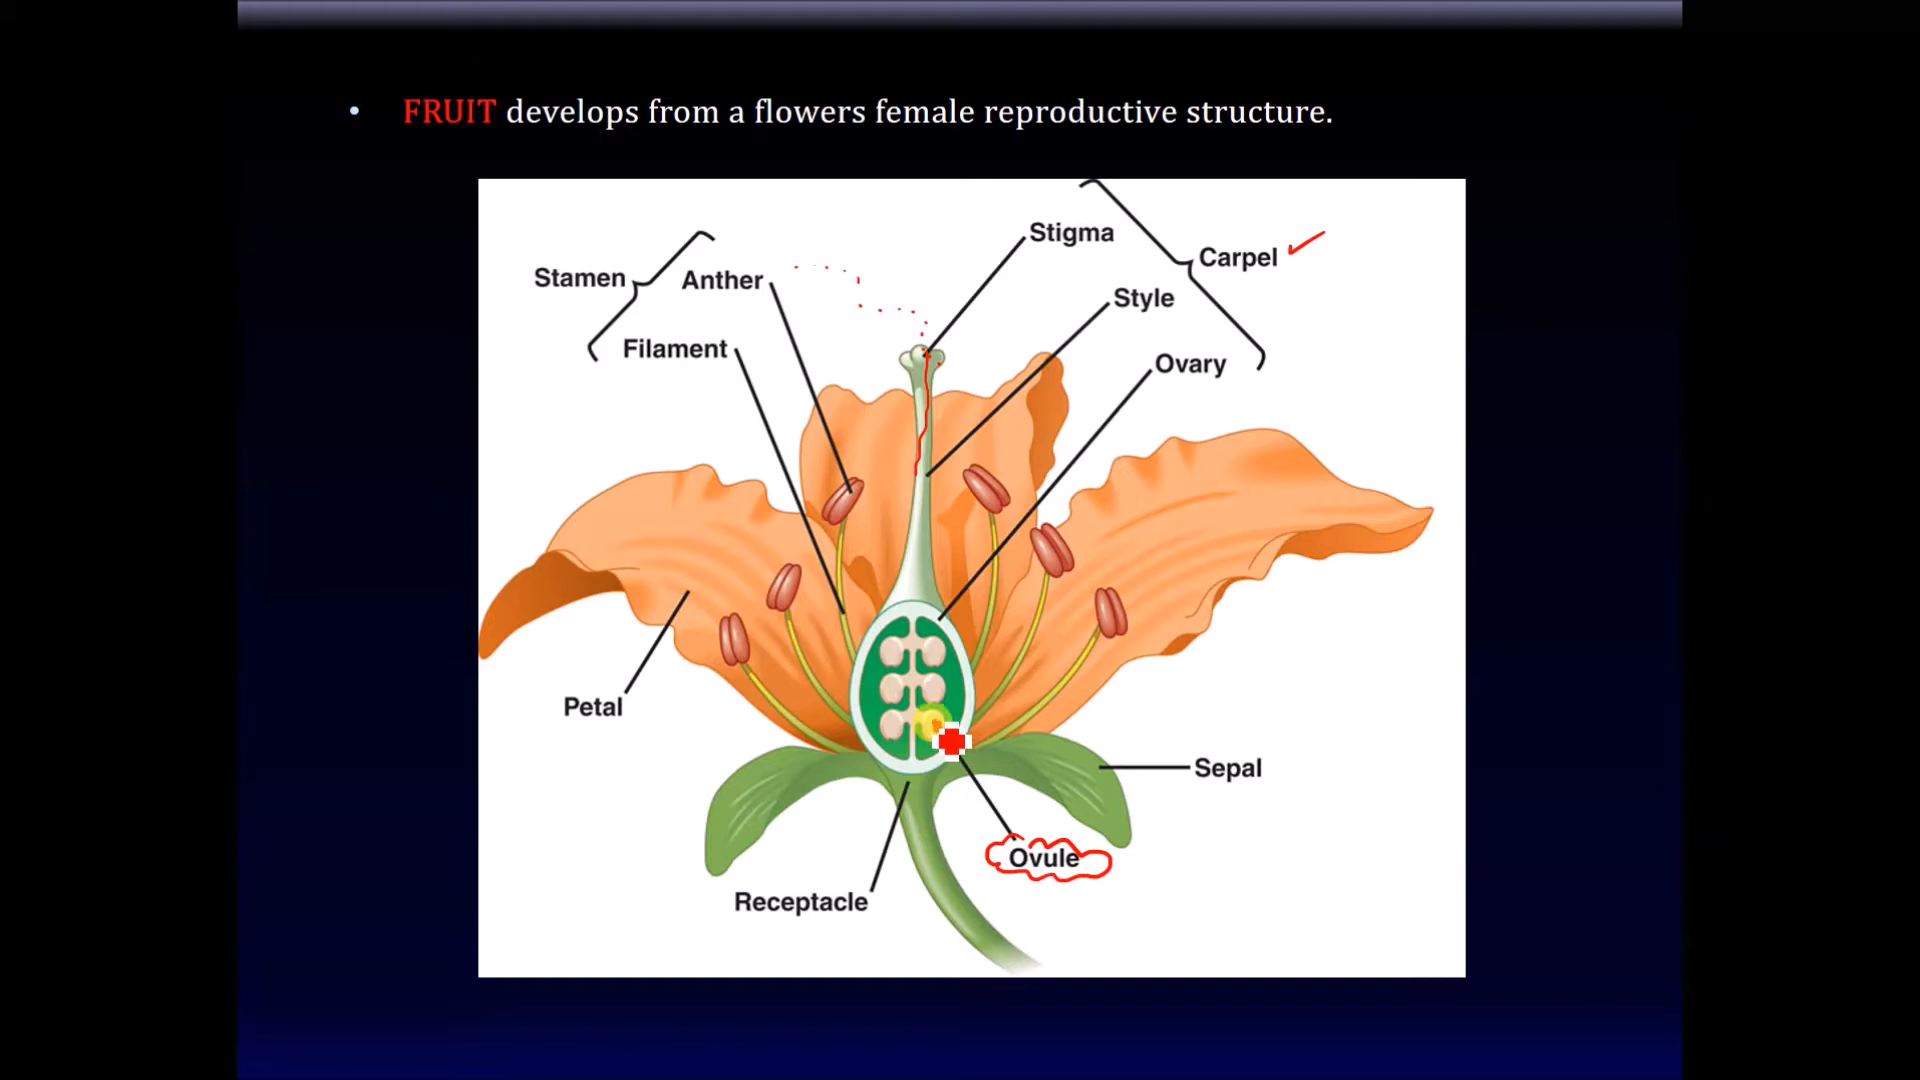 • FRUIT develops from a flowers female reproductive structure.
Stigma
Carpel
Stamen
Anther
Style
Filament
Ovary
Petal
Sepal
Ovule
Receptacle